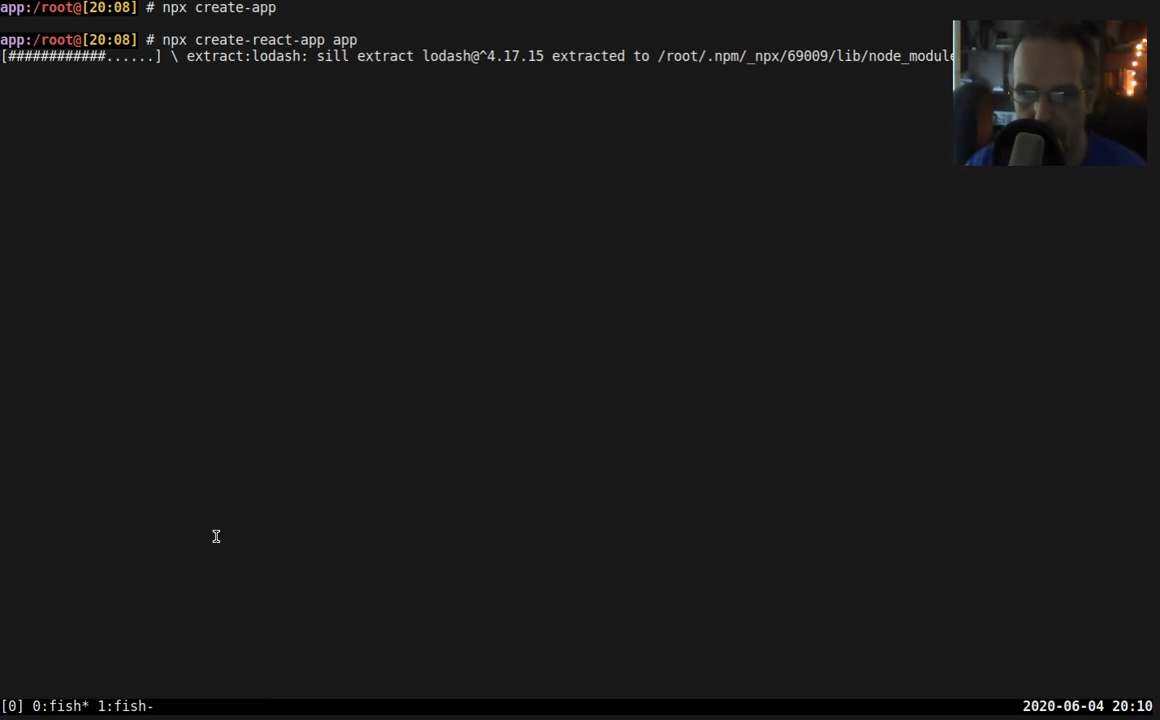 app:/root@[20:08] # npx create-app
app:/root@[20:08] # npx create-react-app app
[############......] \ extract:lodash: sill extract lodash@^4.17.15 extracted to /root/.npm/_npx/69009/lib/node_module
[0] 0:fish* 1:fish- 2020-06-04 20:10